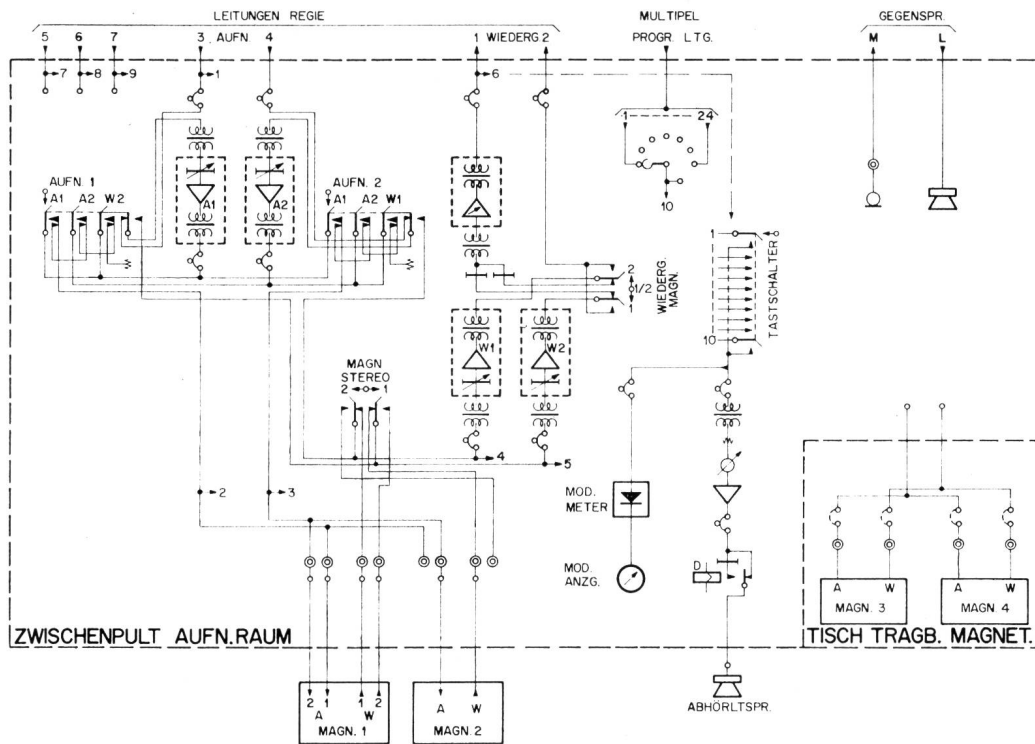 LEITUNGEN REGIE
MULTIPEL
GEGENSPR.
5 6 7 3 AUFN. 4
1 WIEDERG. 2
PROGR. LTG.
M L
7 8 9 1
6
1 24
10
AUFN. 1
A1 A2 W2
A1
A2
AUFN. 2
A1 A2 W1
2
1/2
1
WIEDERG. MAGN.
1
10
TASTSCHALTER
W1
W2
MAGN
STEREO
2 1
4
5
2
3
MOD.
METER
MOD.
ANZG.
D
A W
MAGN. 3
A W
MAGN. 4
ZWISCHENPULT AUFN.RAUM
TISCH TRAGB. MAGNET.
2 1 1 2
A W
MAGN. 1
A W
MAGN. 2
ABHÖRLTSPR.